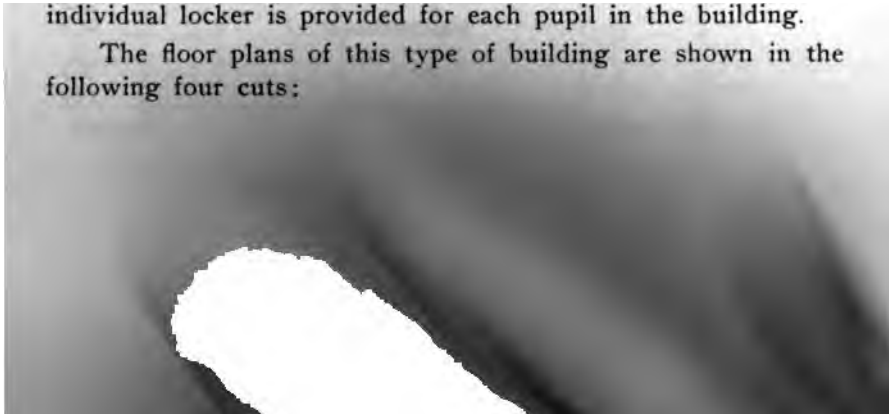 individual locker is provided for each pupil in the building.
The floor plans of this type of building are shown in the
following four cuts: